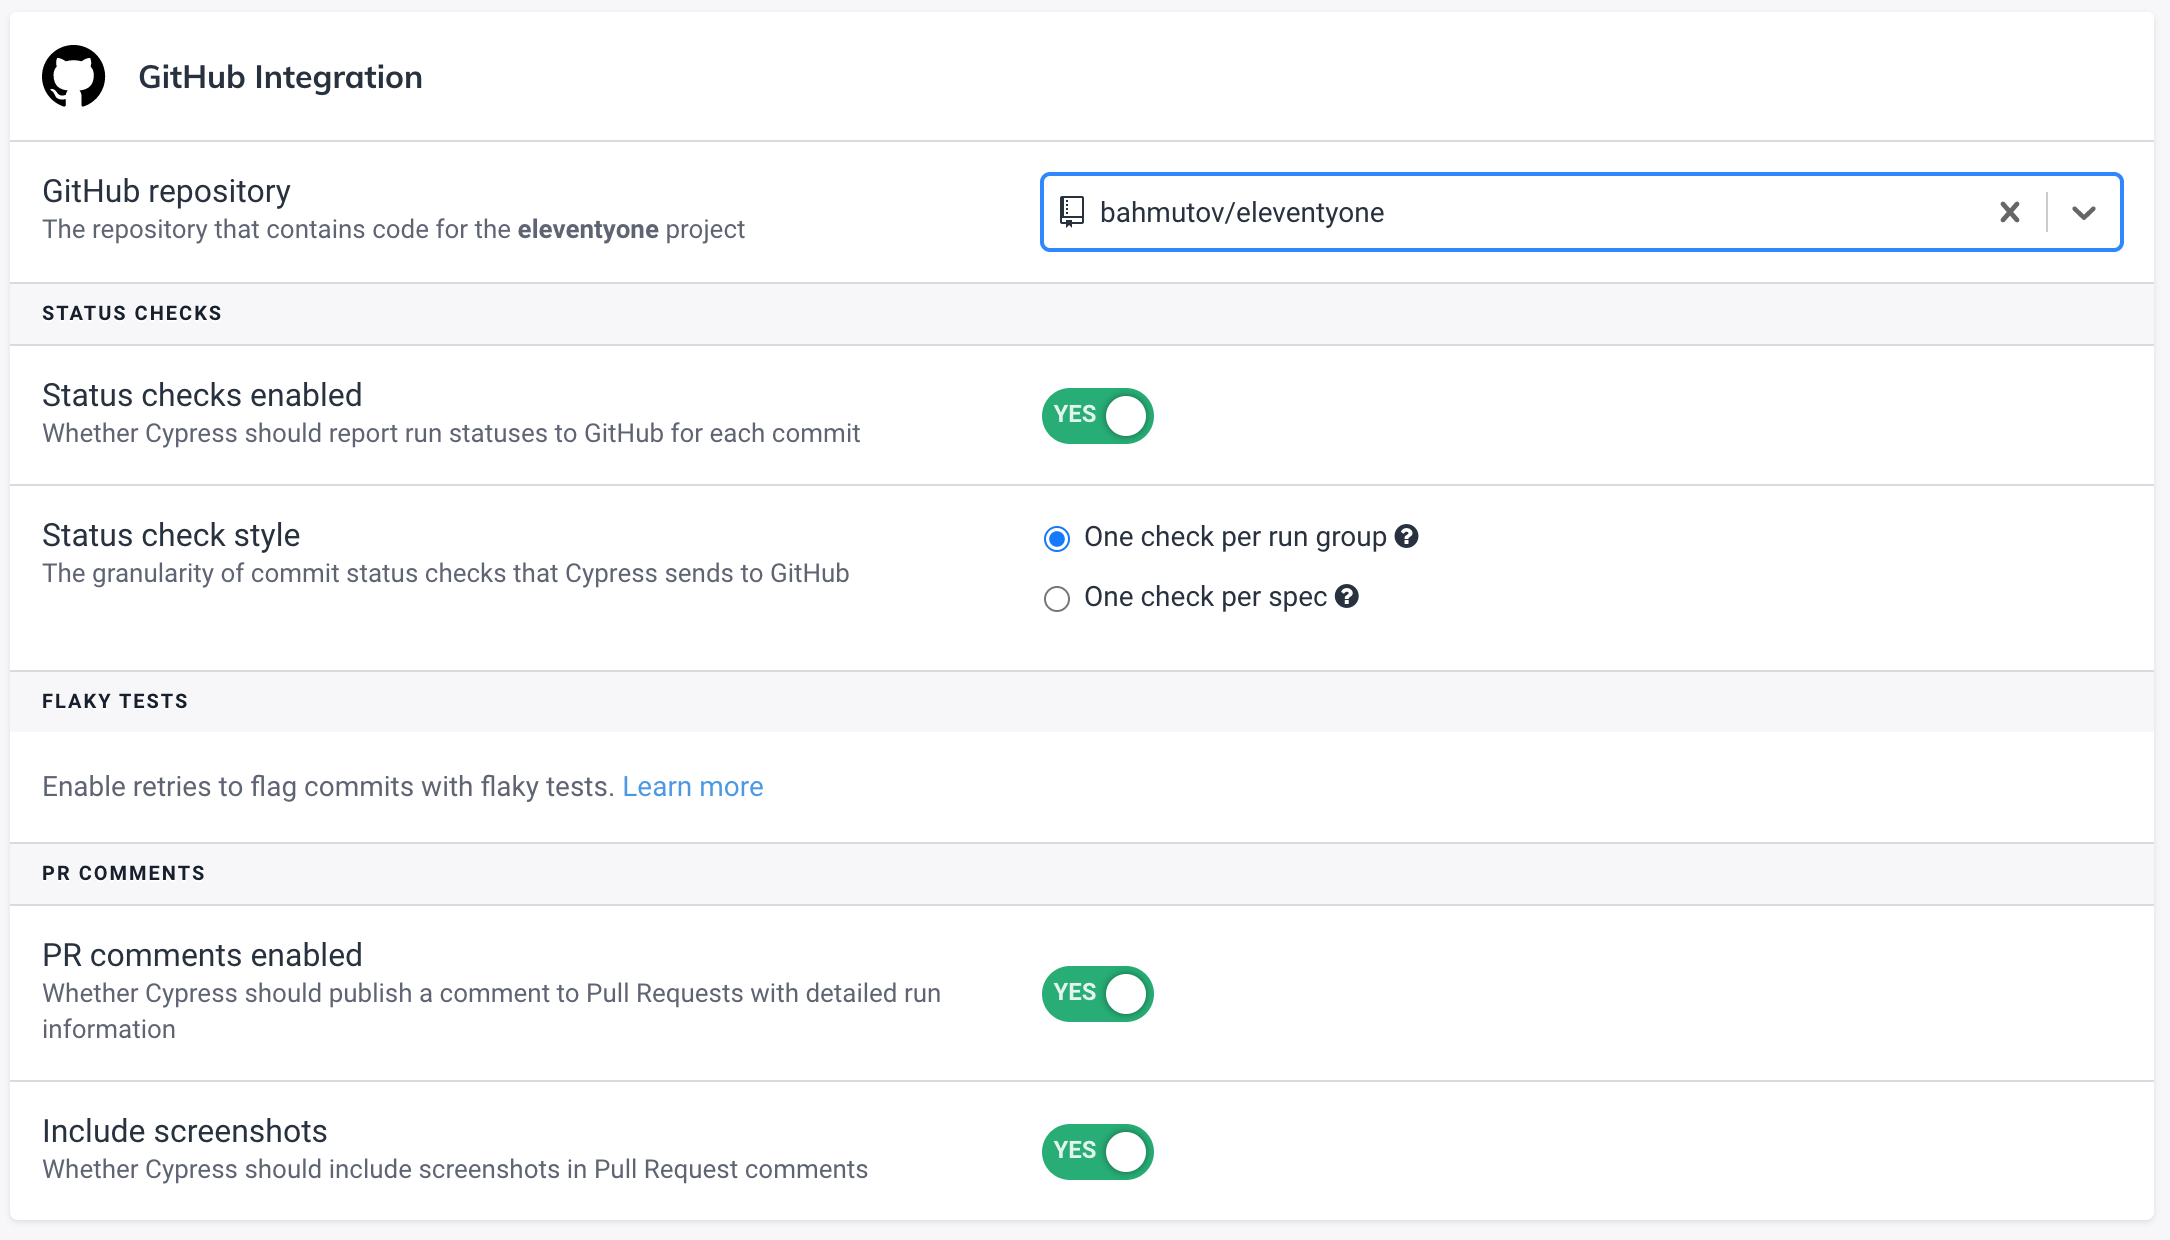 GitHub Integration
GitHub repository
The repository that contains code for the eleventyone project
bahmutov/eleventyone
STATUS CHECKS
Status checks enabled
Whether Cypress should report run statuses to GitHub for each commit
YES
Status check style
The granularity of commit status checks that Cypress sends to GitHub
One check per run group
One check per spec
FLAKY TESTS
Enable retries to flag commits with flaky tests. Learn more
PR COMMENTS
PR comments enabled
Whether Cypress should publish a comment to Pull Requests with detailed run
information
YES
Include screenshots
Whether Cypress should include screenshots in Pull Request comments
YES